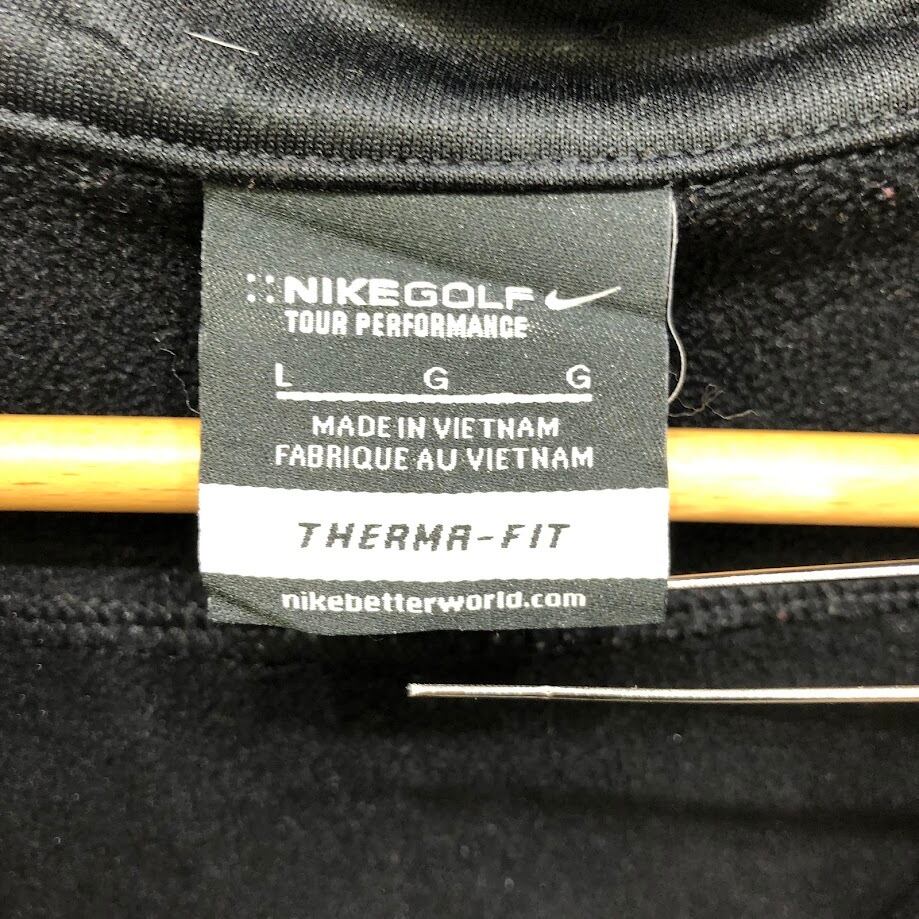 NIKEGOLF
TOUR PERFORMANCE
L G G
MADE IN VIETNAM
FABRIQUE AU VIETNAM
THERMA-FIT
nikebetterworld.com